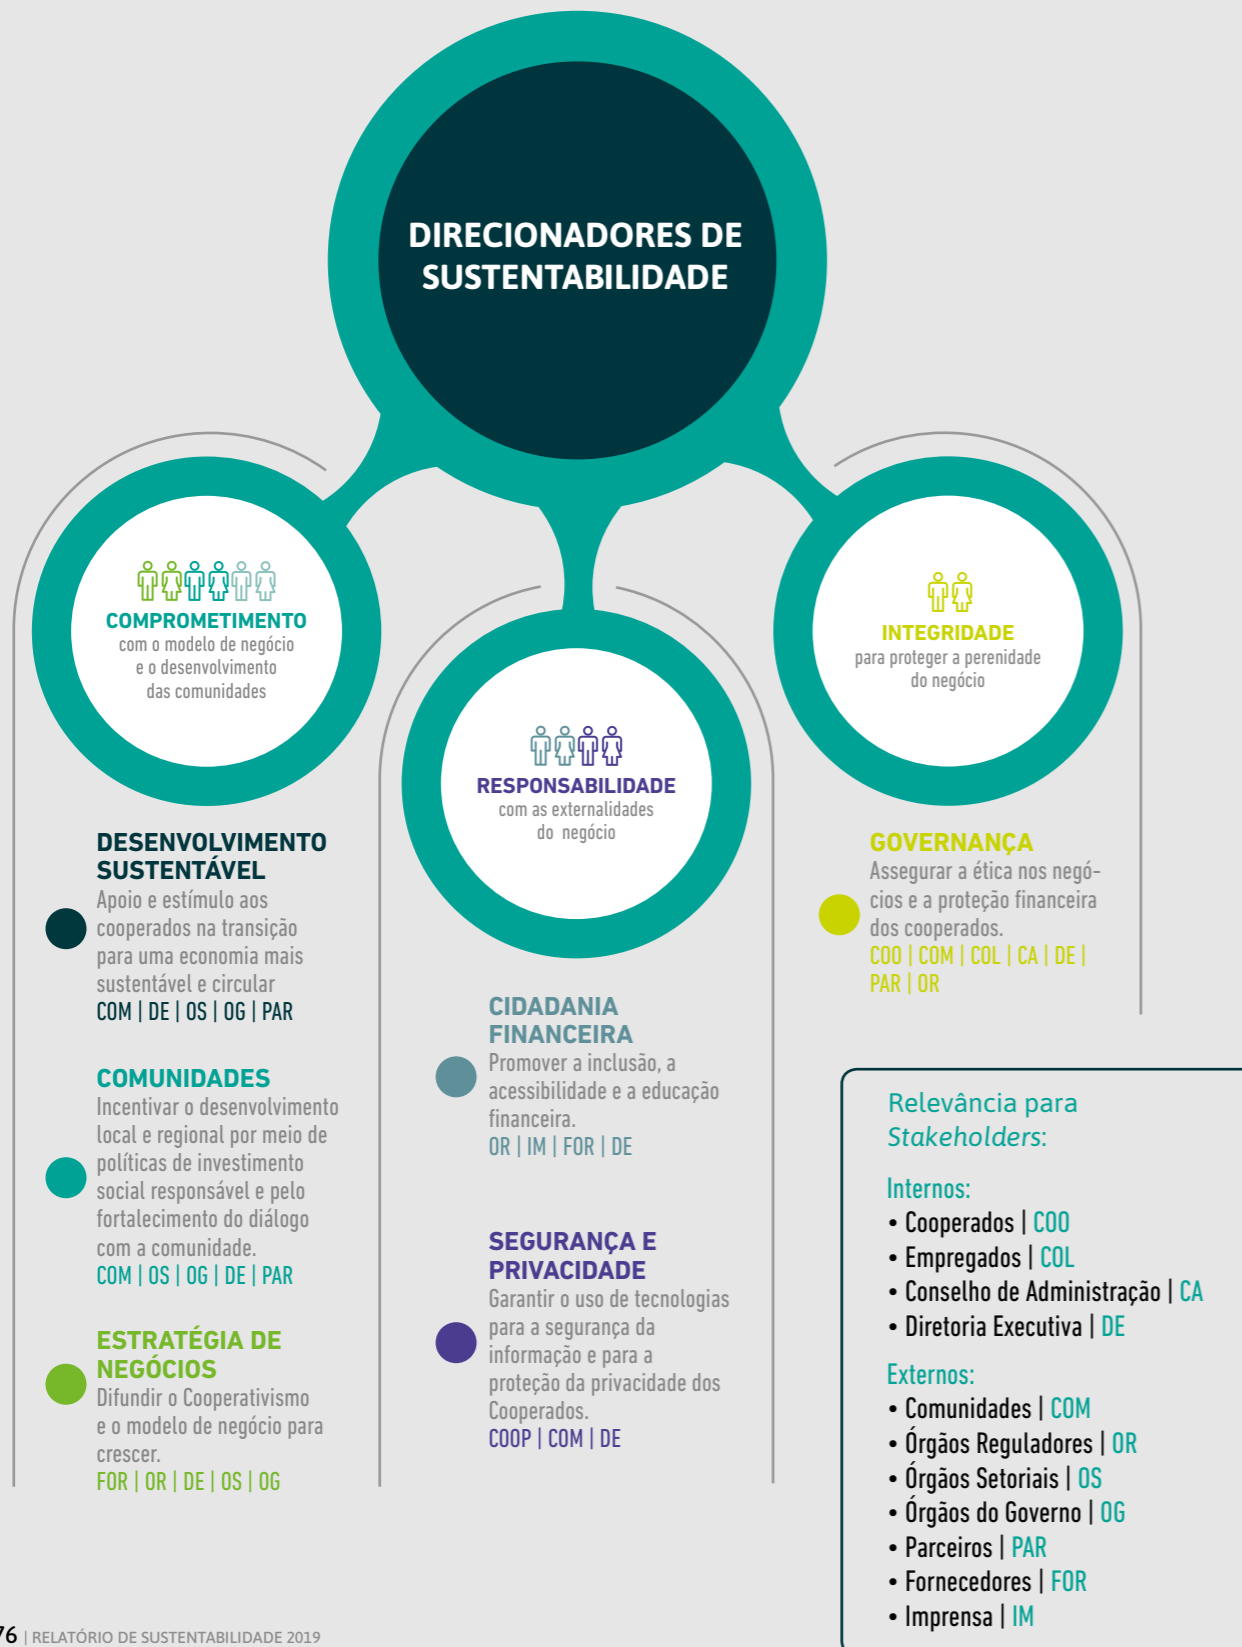 DIRECIONADORES DE
SUSTENTABILIDADE
COMPROMETIMENTO
com o modelo de negócio
e o desenvolvimento
das comunidades
DESENVOLVIMENTO
SUSTENTÁVEL
Apoio e estímulo aos
cooperados na transição
para uma economia mais
sustentável e circular
COM | DE | OS | OG | PAR
COMUNIDADES
Incentivar o desenvolvimento
local e regional por meio de
políticas de investimento
social responsável e pelo
fortalecimento do diálogo
com a comunidade.
COM | OS | OG | DE | PAR
ESTRATÉGIA DE
NEGÓCIOS
Difundir o Cooperativismo
e o modelo de negócio para
crescer.
FOR | OR | DE | OS | OG
RESPONSABILIDADE
com as externalidades
do negócio
CIDADANIA
FINANCEIRA
Promover a inclusão, a
acessibilidade e a educação
financeira.
OR | IM | FOR | DE
SEGURANÇA E
PRIVACIDADE
Garantir o uso de tecnologias
para a segurança da
informação e para a
proteção da privacidade dos
Cooperados.
COOP | COM | DE
INTEGRIDADE
para proteger a perenidade
do negócio
GOVERNANÇA
Assegurar a ética nos negó-
cios e a proteção financeira
dos cooperados.
COO | COM | COL | CA | DE |
PAR | OR
Relevância para
Stakeholders:
Internos:
• Cooperados | COO
• Empregados | COL
• Conselho de Administração | CA
• Diretoria Executiva | DE
Externos:
• Comunidades | COM
• Órgãos Reguladores | OR
• Órgãos Setoriais | OS
• Órgãos do Governo | OG
• Parceiros | PAR
• Fornecedores | FOR
• Imprensa | IM
76 | RELATÓRIO DE SUSTENTABILIDADE 2019